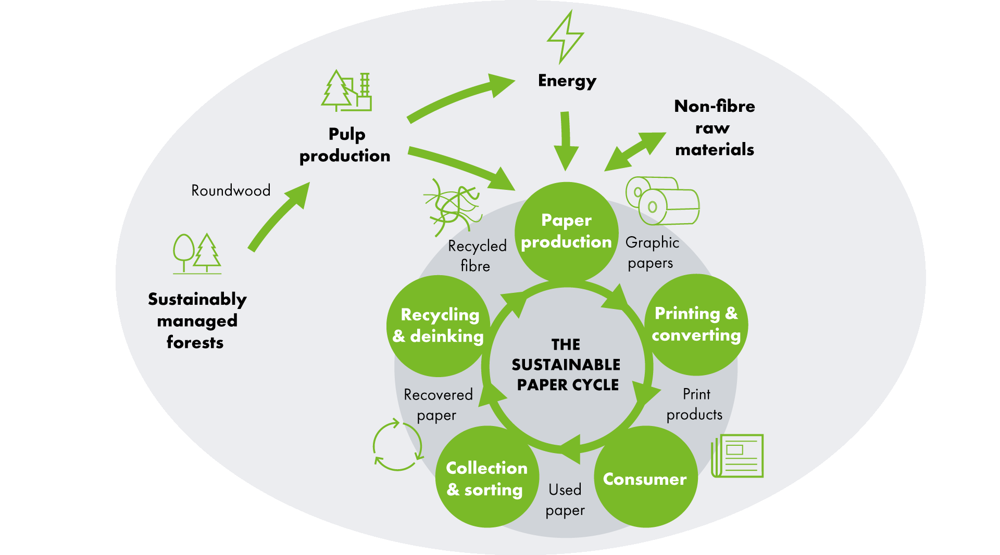 Energy
Non-fibre
raw
materials
Pulp
production
Roundwood
Sustainably
managed
forests
Paper
production
Graphic
papers
Printing &
converting
Print
products
Consumer
Used
paper
Collection
& sorting
Recovered
paper
Recycling
& deinking
Recycled
fibre
THE
SUSTAINABLE
PAPER CYCLE